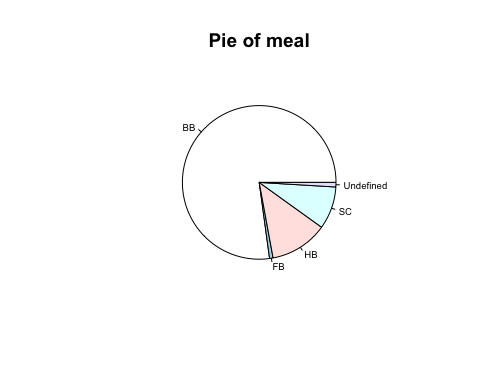 Pie of meal
BB
Undefined
SC
HB
FB